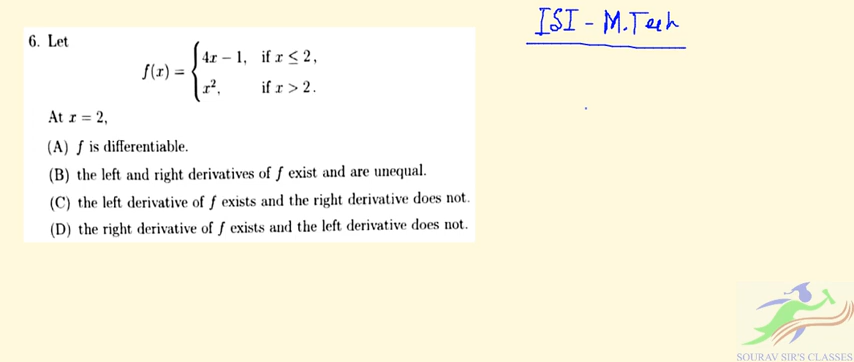 ISI - M.Tech
6. Let
f(x) = { 4x − 1, if x ≤ 2,
x², if x > 2.
At x = 2,
(A) f is differentiable.
(B) the left and right derivatives of f exist and are unequal.
(C) the left derivative of f exists and the right derivative does not.
(D) the right derivative of f exists and the left derivative does not.
SOURAV SIR'S CLASSES